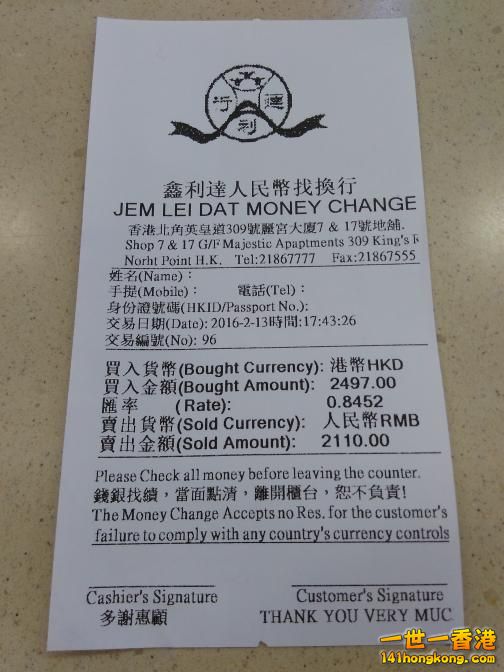 行 運
利
鑫利達人民幣找換行
JEM LEI DAT MONEY CHANGE
香港北角英皇道309號麗宮大廈7 & 17號地舖.
Shop 7 & 17 G/F Majestic Apaptments 309 King's R
Norht Point H.K. Tel:21867777 Fax:21867555
姓名(Name)：
手提(Mobile)： 電話(Tel)：
身份證號碼(HKID/Passport No.):
交易日期(Date): 2016-2-13時間:17:43:26
交易編號(No): 96
買入貨幣(Bought Currency): 港幣HKD
買入金額(Bought Amount): 2497.00
匯率 (Rate): 0.8452
賣出貨幣(Sold Currency): 人民幣RMB
賣出金額(Sold Amount): 2110.00
Please Check all money before leaving the counter.
錢銀找續，當面點清，離開櫃台，恕不負責!
The Money Change Accepts no Res. for the customer's
failure to comply with any country's currency controls
Cashier's Signature Customer's Signature
多謝惠顧 THANK YOU VERY MUC
一世一香港
141hongkong.com